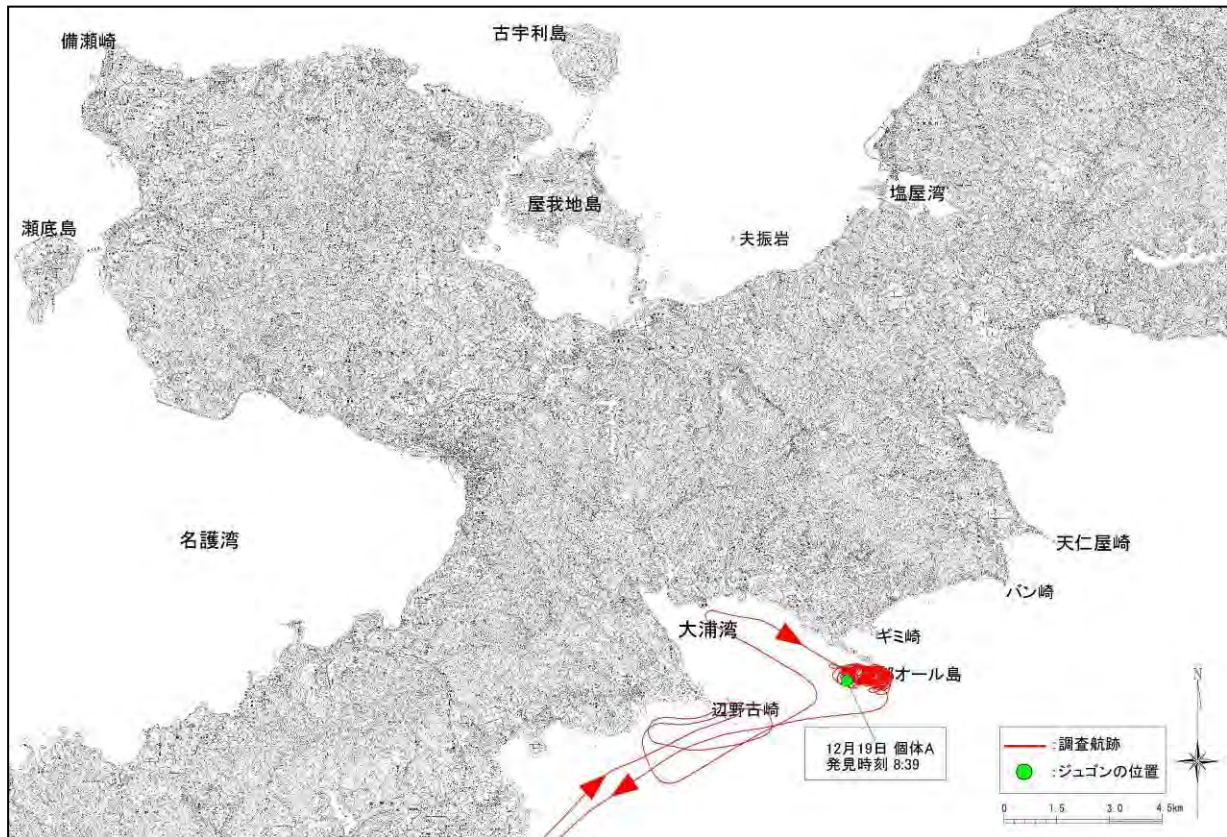 備瀬崎
古宇利島
瀬底島
屋我地島
塩屋湾
夫振岩
名護湾
天仁屋崎
バン崎
大浦湾
ギミ崎
オール島
辺野古崎
12月19日 個体A
発見時刻 8:39
N
:調査航跡
:ジュゴンの位置
0 1.5 3.0 4.5km